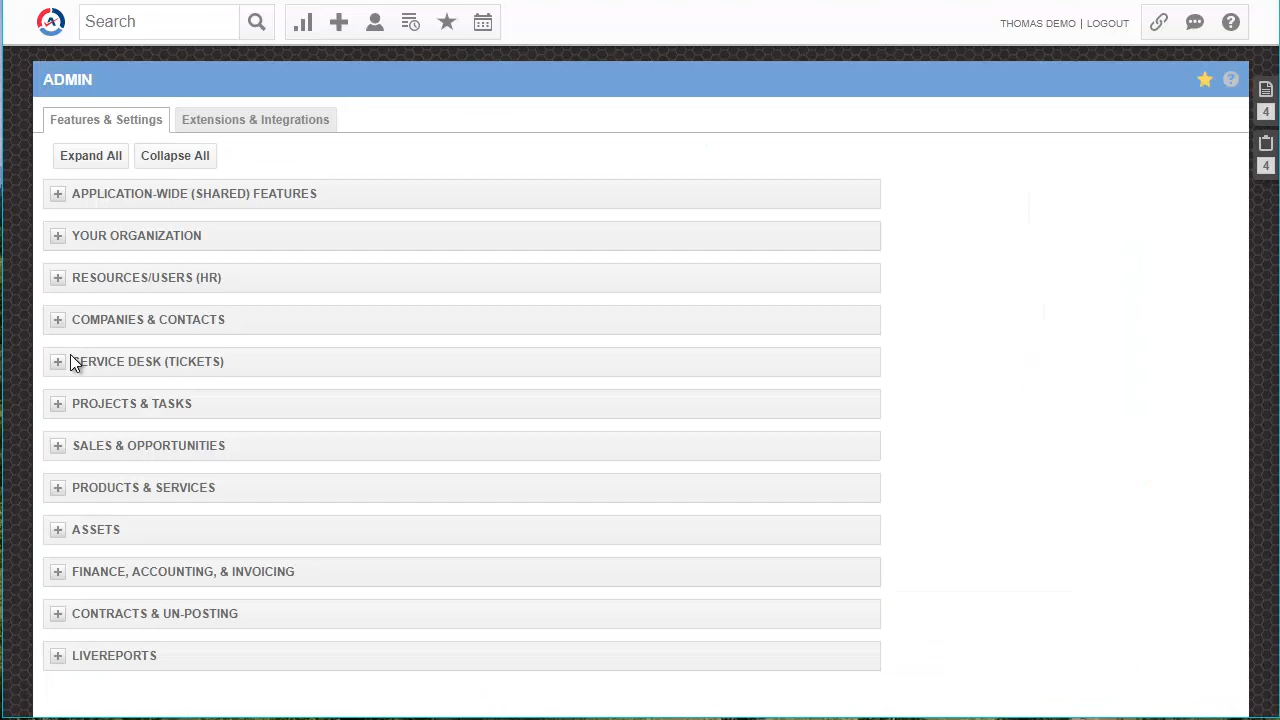 Search
THOMAS DEMO | LOGOUT
ADMIN
Features & Settings
Extensions & Integrations
4
4
Expand All
Collapse All
APPLICATION-WIDE (SHARED) FEATURES
YOUR ORGANIZATION
RESOURCES/USERS (HR)
COMPANIES & CONTACTS
SERVICE DESK (TICKETS)
PROJECTS & TASKS
SALES & OPPORTUNITIES
PRODUCTS & SERVICES
ASSETS
FINANCE, ACCOUNTING, & INVOICING
CONTRACTS & UN-POSTING
LIVEREPORTS